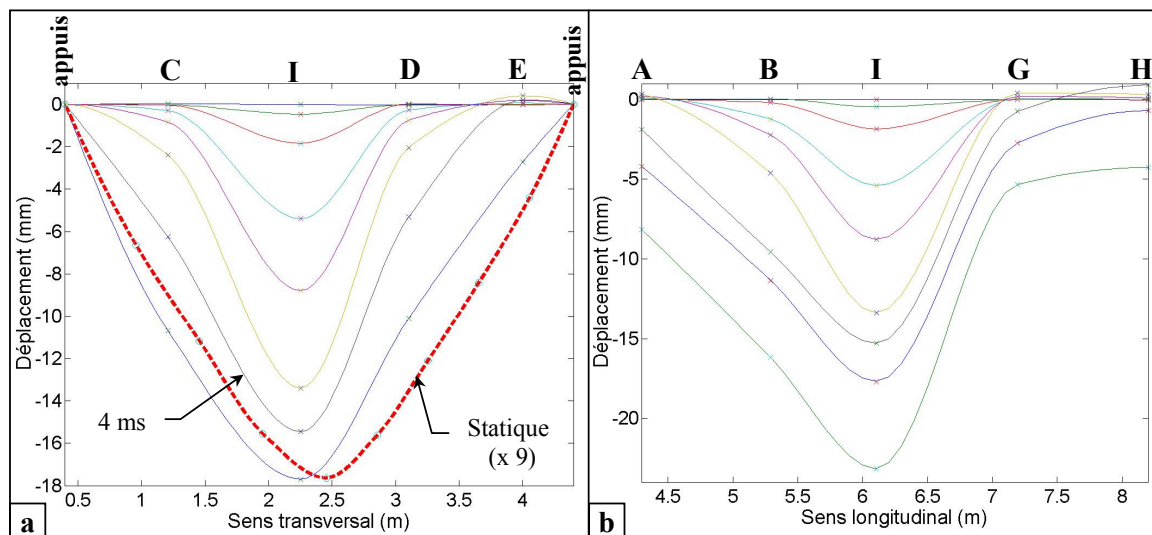 appuis
C
I
D
E
appuis
0
-2
-4
-6
-8
-10
-12
-14
-16
-18
Déplacement (mm)
4 ms
Statique
(x 9)
0.5
1
1.5
2
2.5
3
3.5
4
Sens transversal (m)
a
A
B
I
G
H
0
-5
-10
-15
-20
Déplacement (mm)
4.5
5
5.5
6
6.5
7
7.5
8
Sens longitudinal (m)
b